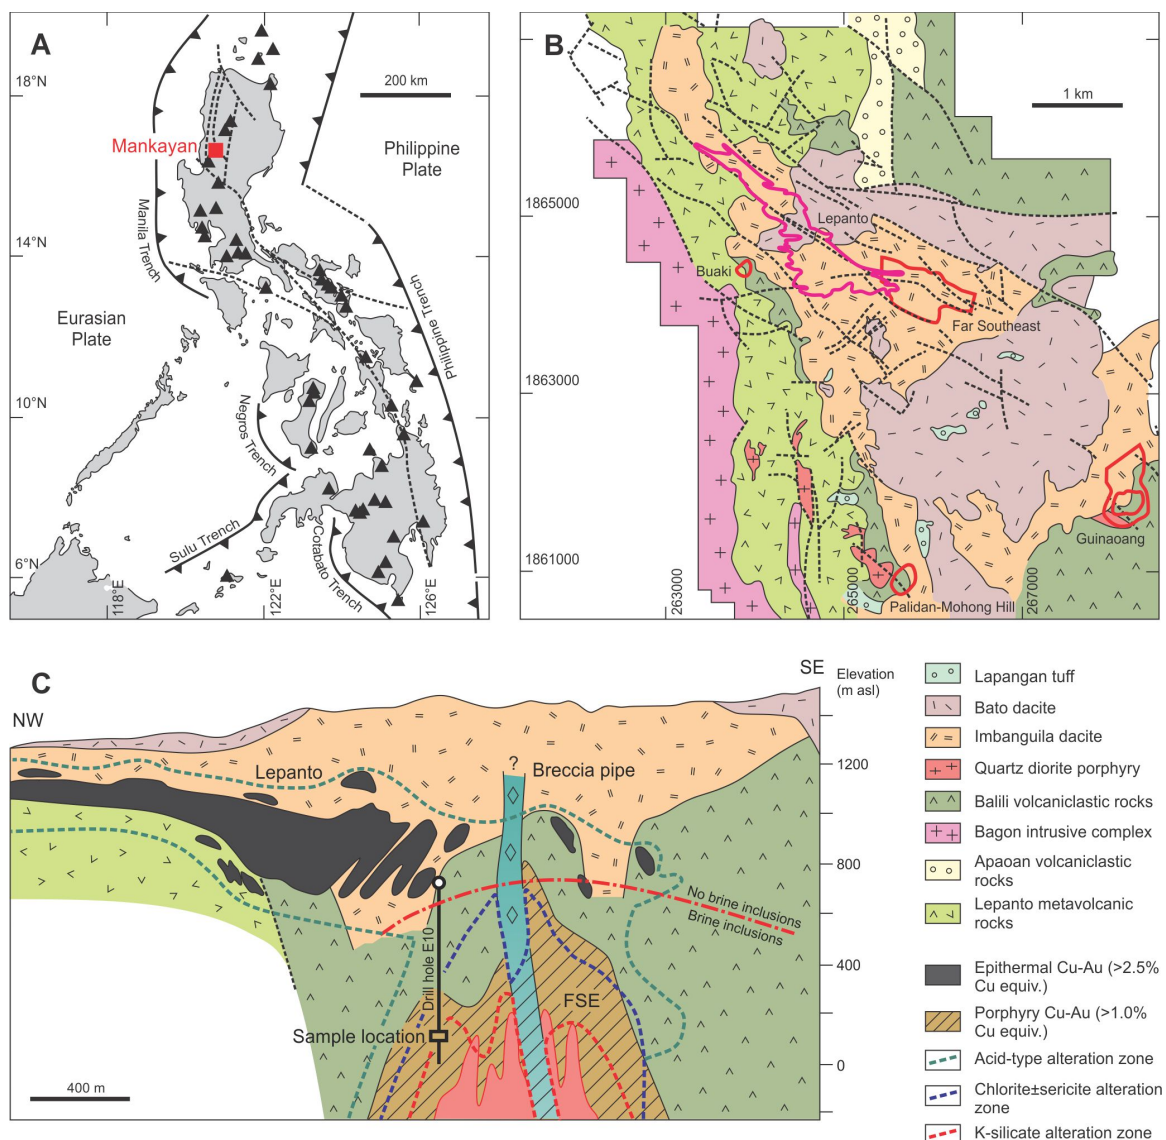 A
18°N
200 km
Mankayan
Philippine
Plate
Manila Trench
14°N
Eurasian
Plate
Philippine Trench
10°N
Negros Trench
Sulu Trench
Cotabato Trench
6°N
118°E
122°E
126°E
B
1 km
1865000
Lepanto
Buaki
Far Southeast
1863000
Guinaoang
1861000
263000
265000
267000
Palidan-Mohong Hill
C
NW
SE
Elevation
(m asl)
Lepanto
?
Breccia pipe
1200
800
No brine inclusions
Brine inclusions
Drill hole E10
400
FSE
Sample location
0
400 m
Lapangan tuff
Bato dacite
Imbanguila dacite
Quartz diorite porphyry
Balili volcaniclastic rocks
Bagon intrusive complex
Apaoan volcaniclastic
rocks
Lepanto metavolcanic
rocks
Epithermal Cu-Au (>2.5%
Cu equiv.)
Porphyry Cu-Au (>1.0%
Cu equiv.)
Acid-type alteration zone
Chlorite±sericite alteration
zone
K-silicate alteration zone